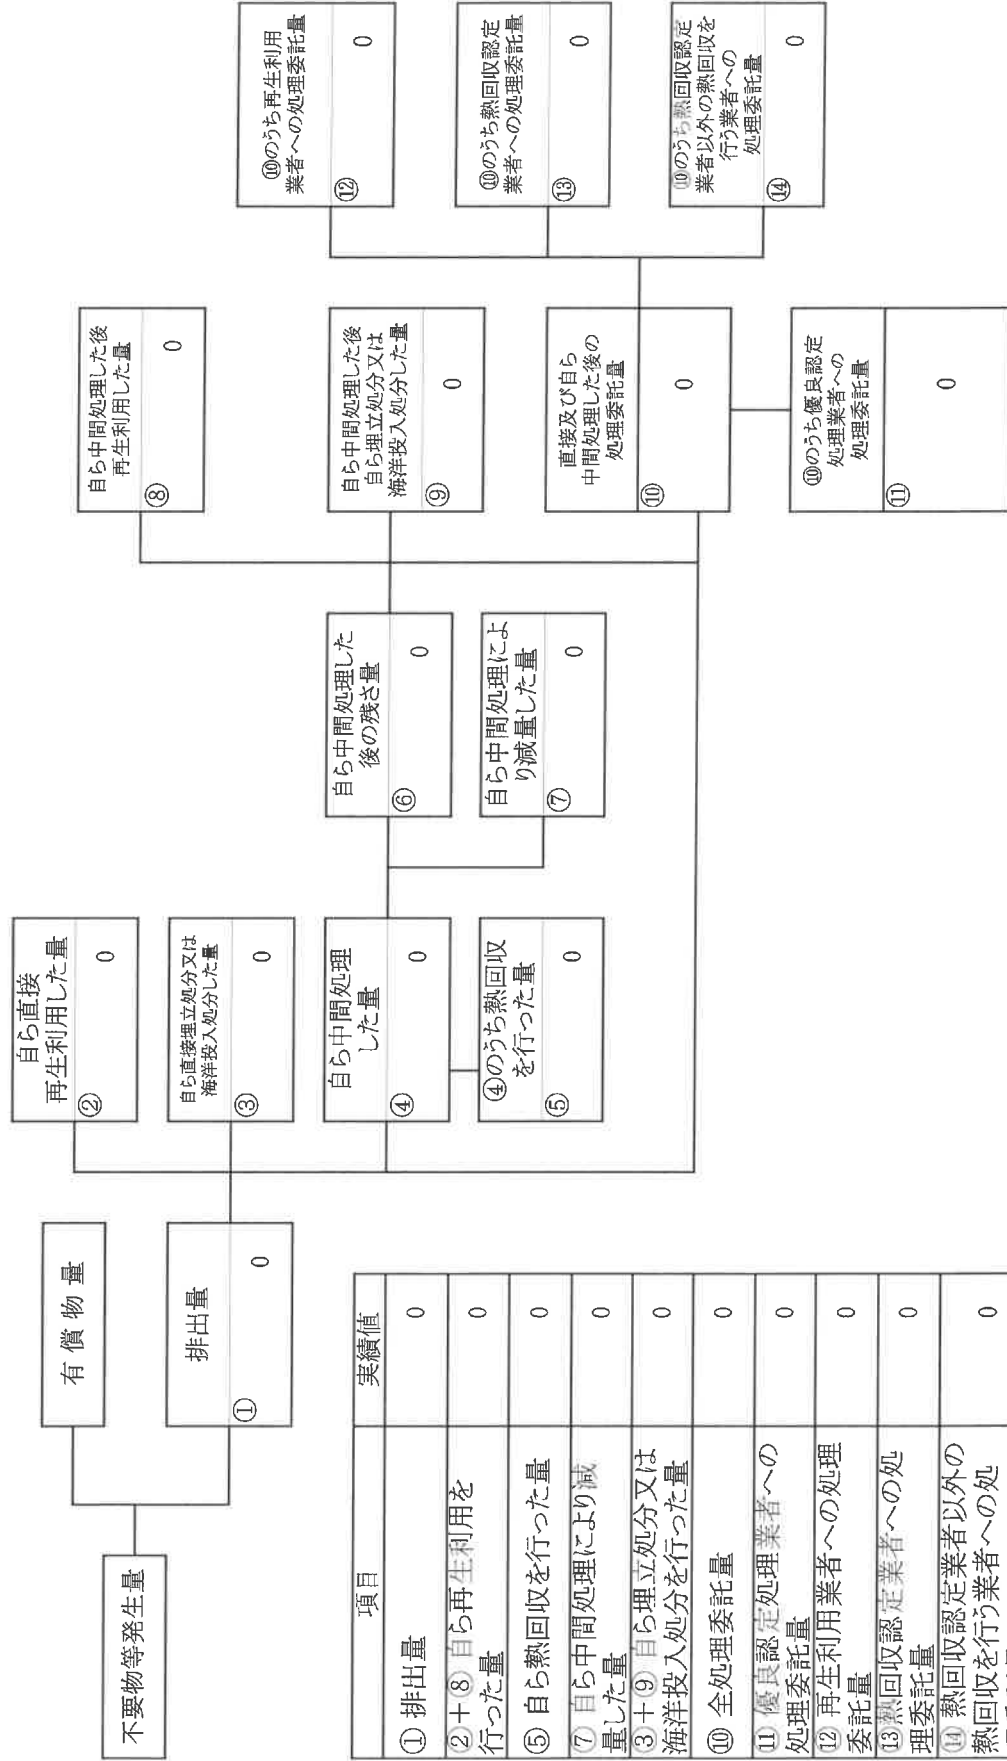 不要物等発生量
有償物量
排出量
①
0
自ら直接
再生利用した量
②
0
自ら直接埋立処分又は
海洋投入処分した量
③
0
自ら中間処理
した量
④
0
④のうち熱回収
を行った量
⑤
0
自ら中間処理した
後の残さ量
⑥
0
自ら中間処理によ
り減量した量
⑦
0
自ら中間処理した後
再生利用した量
⑧
0
自ら中間処理した後
自ら埋立処分又は
海洋投入処分した量
⑨
0
直接及び自ら
中間処理した後の
処理委託量
⑩
0
⑩のうち優良認定
処理業者への
処理委託量
⑪
0
⑩のうち再生利用
業者への処理委託量
⑫
0
⑩のうち熱回収認定
業者への処理委託量
⑬
0
⑩のうち熱回収認定
業者以外の熱回収を
行う業者への
処理委託量
⑭
0
項目 実績値
① 排出量 0
②+⑧ 自ら再生利用を
行った量 0
⑤ 自ら熱回収を行った量 0
⑦ 自ら中間処理により減
量した量 0
③+⑨ 自ら埋立処分又は
海洋投入処分を行った量 0
⑩ 全処理委託量 0
⑪ 優良認定処理業者への
処理委託量 0
⑫ 再生利用業者への処理
委託量 0
⑬熱回収認定業者への処
理委託量 0
⑭ 熱回収認定業者以外の
熱回収を行う業者への処 0